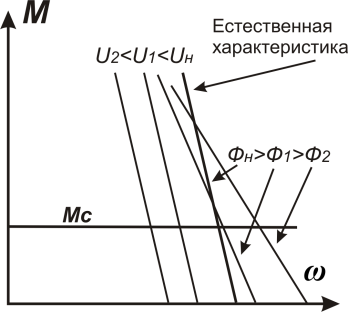 M
Естественная
характеристика
U2<U1<Uн
Фн>Ф1>Ф2
Mc
ω